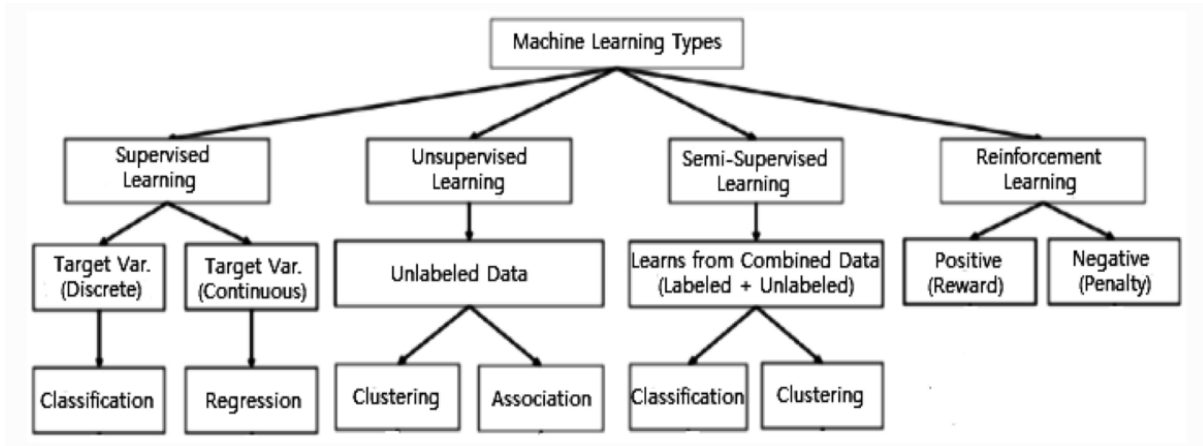 Machine Learning Types
Supervised
Learning
Unsupervised
Learning
Semi-Supervised
Learning
Reinforcement
Learning
Target Var.
(Discrete)
Target Var.
(Continuous)
Unlabeled Data
Learns from Combined Data
(Labeled + Unlabeled)
Positive
(Reward)
Negative
(Penalty)
Classification
Regression
Clustering
Association
Classification
Clustering